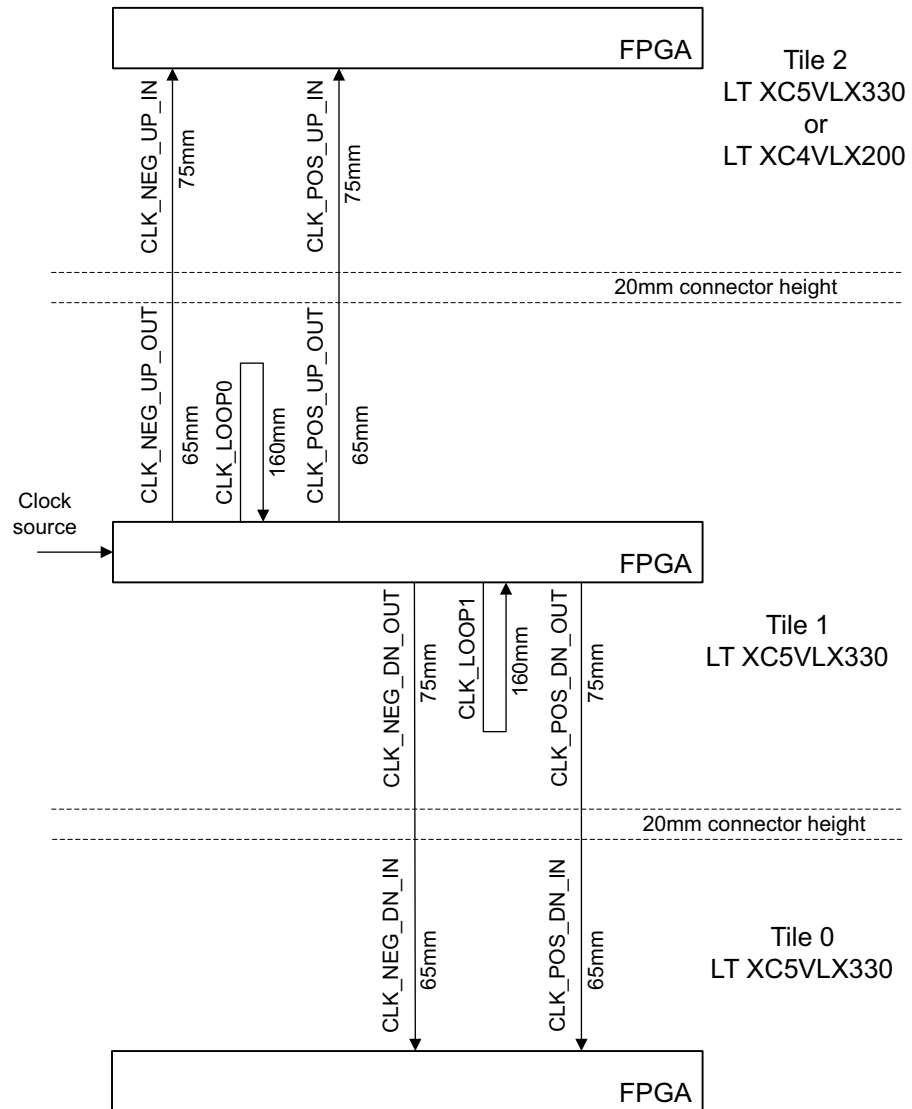 FPGA
Tile 2
LT XC5VLX330
or
LT XC4VLX200
CLK_NEG_UP_IN
75mm
CLK_POS_UP_IN
75mm
20mm connector height
CLK_NEG_UP_OUT
65mm
CLK_LOOP0
160mm
CLK_POS_UP_OUT
65mm
Clock
source
FPGA
Tile 1
LT XC5VLX330
CLK_NEG_DN_OUT
75mm
CLK_LOOP1
160mm
CLK_POS_DN_OUT
75mm
20mm connector height
CLK_NEG_DN_IN
65mm
CLK_POS_DN_IN
65mm
Tile 0
LT XC5VLX330
FPGA